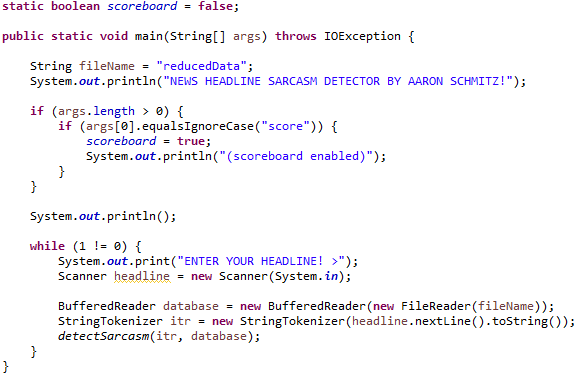 static boolean scoreboard = false;

public static void main(String[] args) throws IOException {

    String fileName = "reducedData";
    System.out.println("NEWS HEADLINE SARCASM DETECTOR BY AARON SCHMITZ!");

    if (args.length > 0) {
        if (args[0].equalsIgnoreCase("score")) {
            scoreboard = true;
            System.out.println("(scoreboard enabled)");
        }
    }

    System.out.println();

    while (1 != 0) {
        System.out.print("ENTER YOUR HEADLINE! >");
        Scanner headline = new Scanner(System.in);

        BufferedReader database = new BufferedReader(new FileReader(fileName));
        StringTokenizer itr = new StringTokenizer(headline.nextLine().toString());
        detectSarcasm(itr, database);
    }
}